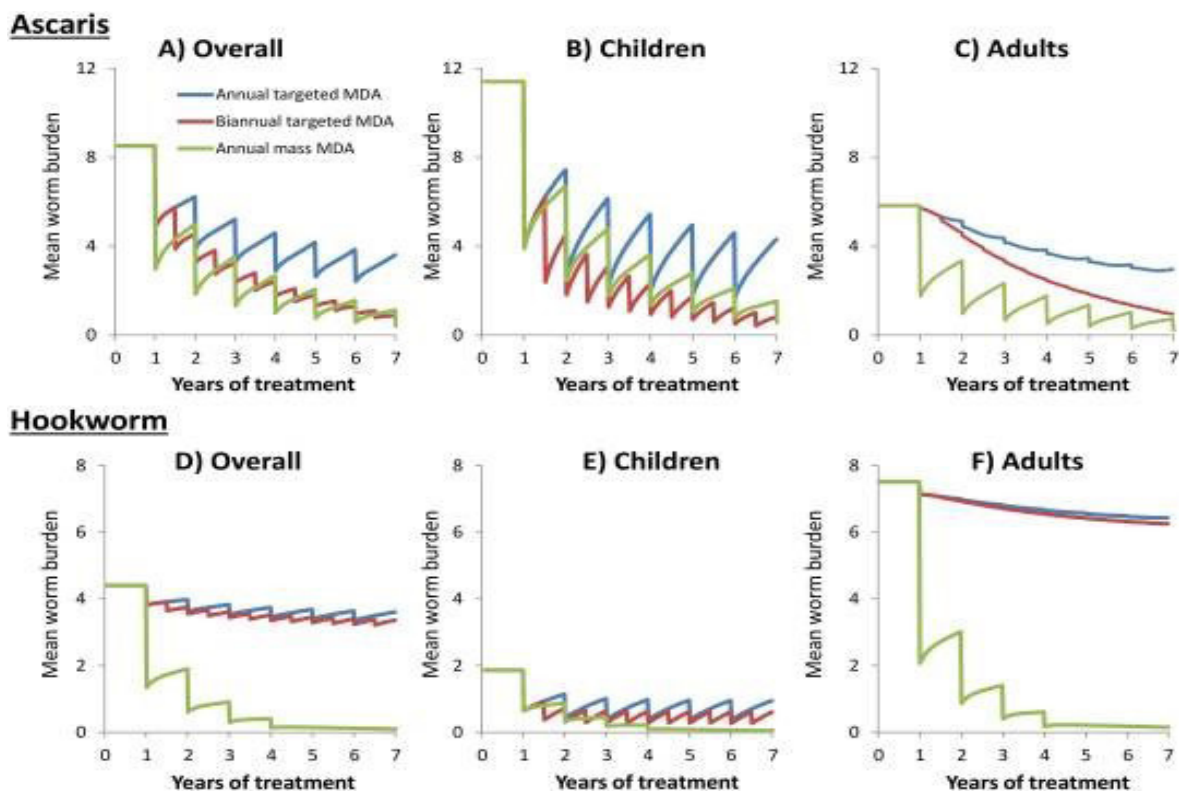 Ascaris
A) Overall
B) Children
C) Adults
12
8
4
0
Mean worm burden
Annual targeted MDA
Biannual targeted MDA
Annual mass MDA
0 1 2 3 4 5 6 7
Years of treatment
12
8
4
0
Mean worm burden
0 1 2 3 4 5 6 7
Years of treatment
12
8
4
0
Mean worm burden
0 1 2 3 4 5 6 7
Years of treatment
Hookworm
D) Overall
E) Children
F) Adults
8
6
4
2
0
Mean worm burden
0 1 2 3 4 5 6 7
Years of treatment
8
6
4
2
0
Mean worm burden
0 1 2 3 4 5 6 7
Years of treatment
8
6
4
2
0
Mean worm burden
0 1 2 3 4 5 6 7
Years of treatment